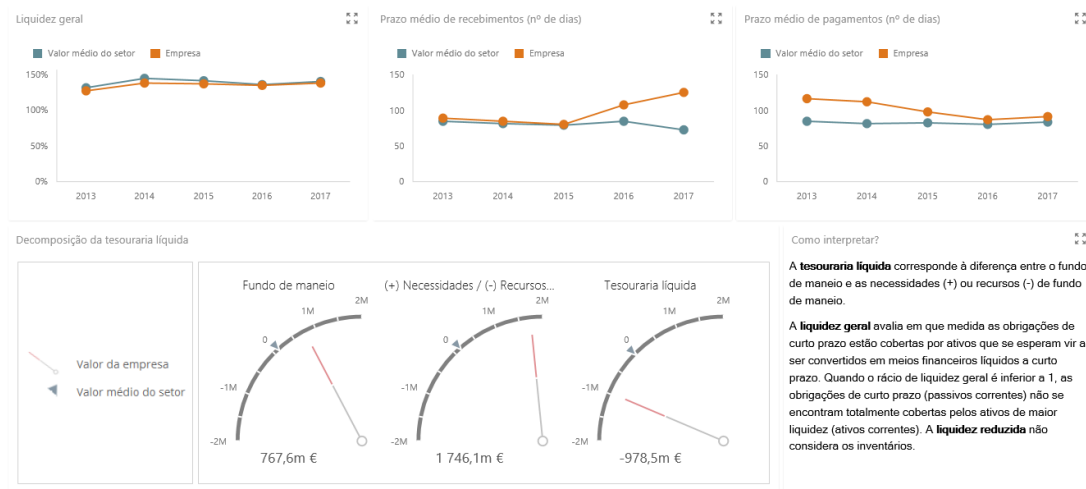 Liquidez geral
Valor médio do setor Empresa
150%
100%
50%
0%
2013 2014 2015 2016 2017
Prazo médio de recebimentos (nº de dias)
Valor médio do setor Empresa
150
100
50
0
2013 2014 2015 2016 2017
Prazo médio de pagamentos (nº de dias)
Valor médio do setor Empresa
150
100
50
0
2013 2014 2015 2016 2017
Decomposição da tesouraria líquida
Valor da empresa
Valor médio do setor
Fundo de maneio
2M
1M
0
-1M
-2M
767,6m €
(+) Necessidades / (-) Recursos...
2M
1M
0
-1M
-2M
1 746,1m €
Tesouraria líquida
2M
1M
0
-1M
-2M
-978,5m €
Como interpretar?
A tesouraria líquida corresponde à diferença entre o fundo
de maneio e as necessidades (+) ou recursos (-) de fundo
de maneio.
A liquidez geral avalia em que medida as obrigações de
curto prazo estão cobertas por ativos que se esperam vir a
ser convertidos em meios financeiros líquidos a curto
prazo. Quando o rácio de liquidez geral é inferior a 1, as
obrigações de curto prazo (passivos correntes) não se
encontram totalmente cobertas pelos ativos de maior
liquidez (ativos correntes). A liquidez reduzida não
considera os inventários.